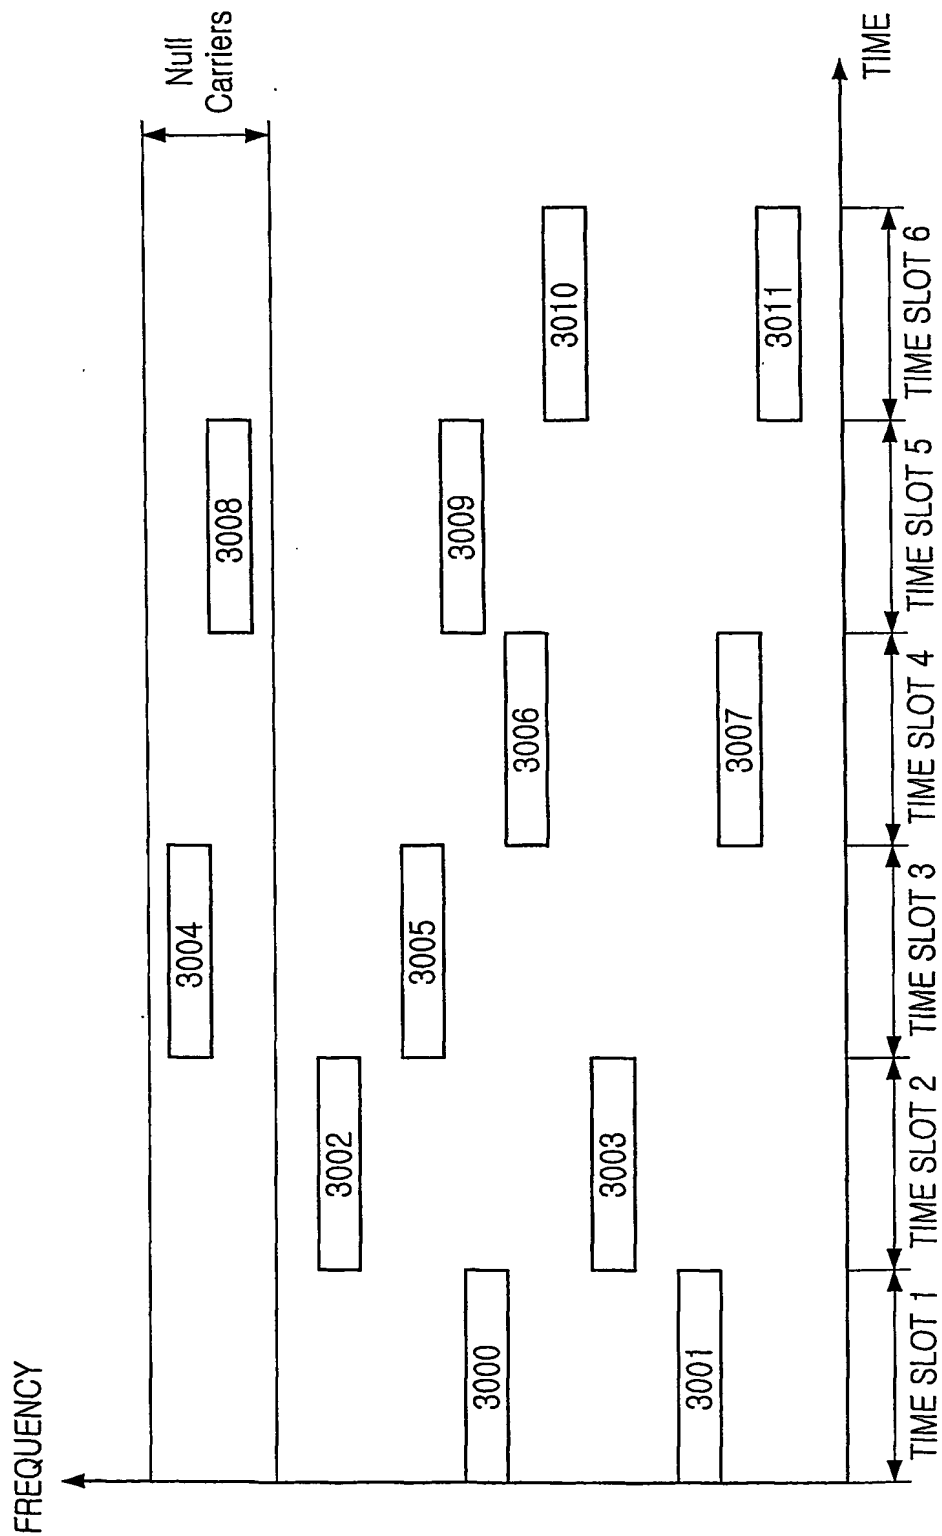 FREQUENCY
Null
Carriers
3004
3008
3002
3005
3009
3000
3006
3010
3003
3001
3007
3011
TIME
TIME SLOT 1
TIME SLOT 2
TIME SLOT 3
TIME SLOT 4
TIME SLOT 5
TIME SLOT 6